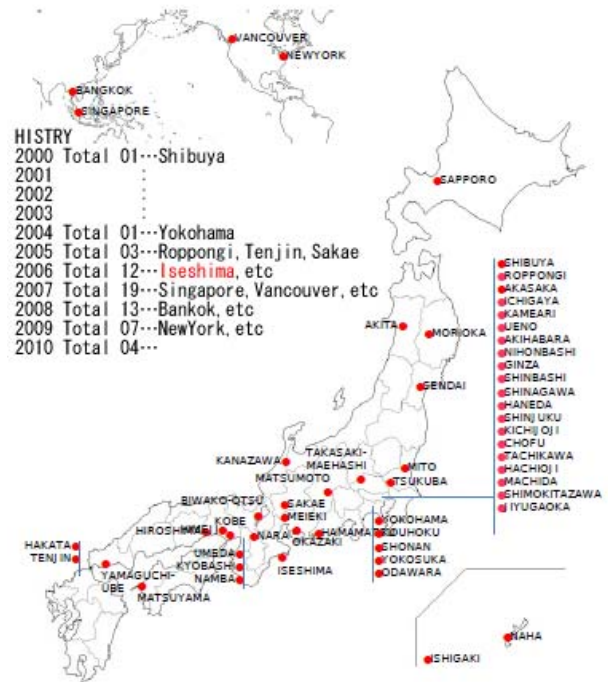 VANCOUVER
NEWYORK
BANGKOK
SINGAPORE
HISTRY
2000 Total 01…Shibuya
2001
2002
2003
2004 Total 01…Yokohama
2005 Total 03…Roppongi,Tenjin,Sakae
2006 Total 12…Iseshima,etc
2007 Total 19…Singapore,Vancouver,etc
2008 Total 13…Bankok,etc
2009 Total 07…NewYork,etc
2010 Total 04…
SAPPORO
SHIBUYA
ROPPONGI
AKASAKA
ICHIGAYA
KAMEARI
UENO
AKIHABARA
NIHONBASHI
GINZA
SHINBASHI
SHINAGAWA
HANEDA
SHINJUKU
KICHIJOJI
CHOFU
TACHIKAWA
HACHIOJI
MACHIDA
SHIMOKITAZAWA
JIYUGAOKA
AKITA
MORIOKA
SENDAI
KANAZAWA
TAKASAKI-
MAEHASHI
MATSUMOTO
MITO
TSUKUBA
BIWAKO-OTSU
SAKAE
MEIEKI
KOBE
HIROSHIMA
NARA
OKAZAKI
HAMAMATSU
YOKOHAMA
KOUHOKU
SHONAN
YOKOSUKA
ODAWARA
HAKATA
TENJIN
UMEDA
KYOBASHI
NAMBA
ISESHIMA
YAMAGUCHI-
UBE
MATSUYAMA
NAHA
ISHIGAKI